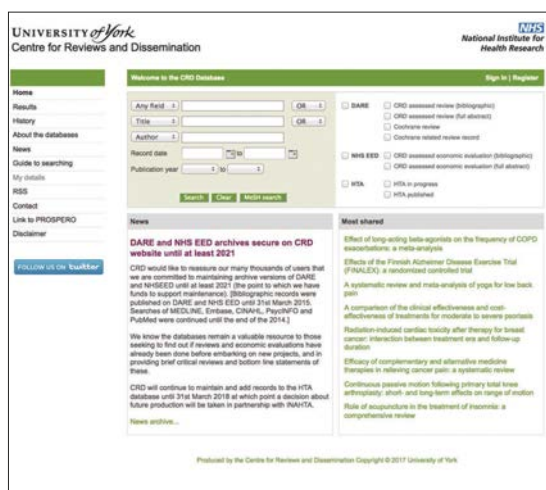 UNIVERSITY of York
Centre for Reviews and Dissemination
NHS
National Institute for
Health Research
Home
Results
History
About the databases
News
Guide to searching
My details
RSS
Contact
Link to PROSPERO
Disclaimer
FOLLOW US ON twitter
Welcome to the CRD Database
Sign In | Register
Any field
OR
Title
OR
Author
Record date
to
Publication year
to
Search
Clear
MeSH search
DARE
CRD assessed review (bibliographic)
CRD assessed review (full abstract)
Cochrane review
Cochrane related review record
NHS EED
CRD assessed economic evaluation (bibliographic)
CRD assessed economic evaluation (full abstract)
HTA
HTA in progress
HTA published
News
DARE and NHS EED archives secure on CRD
website until at least 2021
CRD would like to reassure our many thousands of users that
we are committed to maintaining archive versions of DARE
and NHSEED until at least 2021 (the point to which we have
funds to support maintenance). [Bibliographic records were
published on DARE and NHS EED until 31st March 2015.
Searches of MEDLINE, Embase, CINAHL, PsycINFO and
PubMed were continued until the end of the 2014.]
We know the databases remain a valuable resource to those
seeking to find out if reviews and economic evaluations have
already been done before embarking on new projects, and in
providing brief critical reviews and bottom line statements of
these.
CRD will continue to maintain and add records to the HTA
database until 31st March 2018 at which point a decision about
future production will be taken in partnership with INAHTA.
News archive...
Most shared
Effect of long-acting beta-agonists on the frequency of COPD
exacerbations: a meta-analysis
Effects of the Finnish Alzheimer Disease Exercise Trial
(FINALEX): a randomized controlled trial
A systematic review and meta-analysis of yoga for low back
pain
A comparison of the clinical effectiveness and cost-
effectiveness of treatments for moderate to severe psoriasis
Radiation-induced cardiac toxicity after therapy for breast
cancer: interaction between treatment era and follow-up
duration
Efficacy of complementary and alternative medicine
therapies in relieving cancer pain: a systematic review
Continuous passive motion following primary total knee
arthroplasty: short- and long-term effects on range of motion
Role of acupuncture in the treatment of insomnia: a
comprehensive review
Produced by the Centre for Reviews and Dissemination Copyright © 2017 University of York